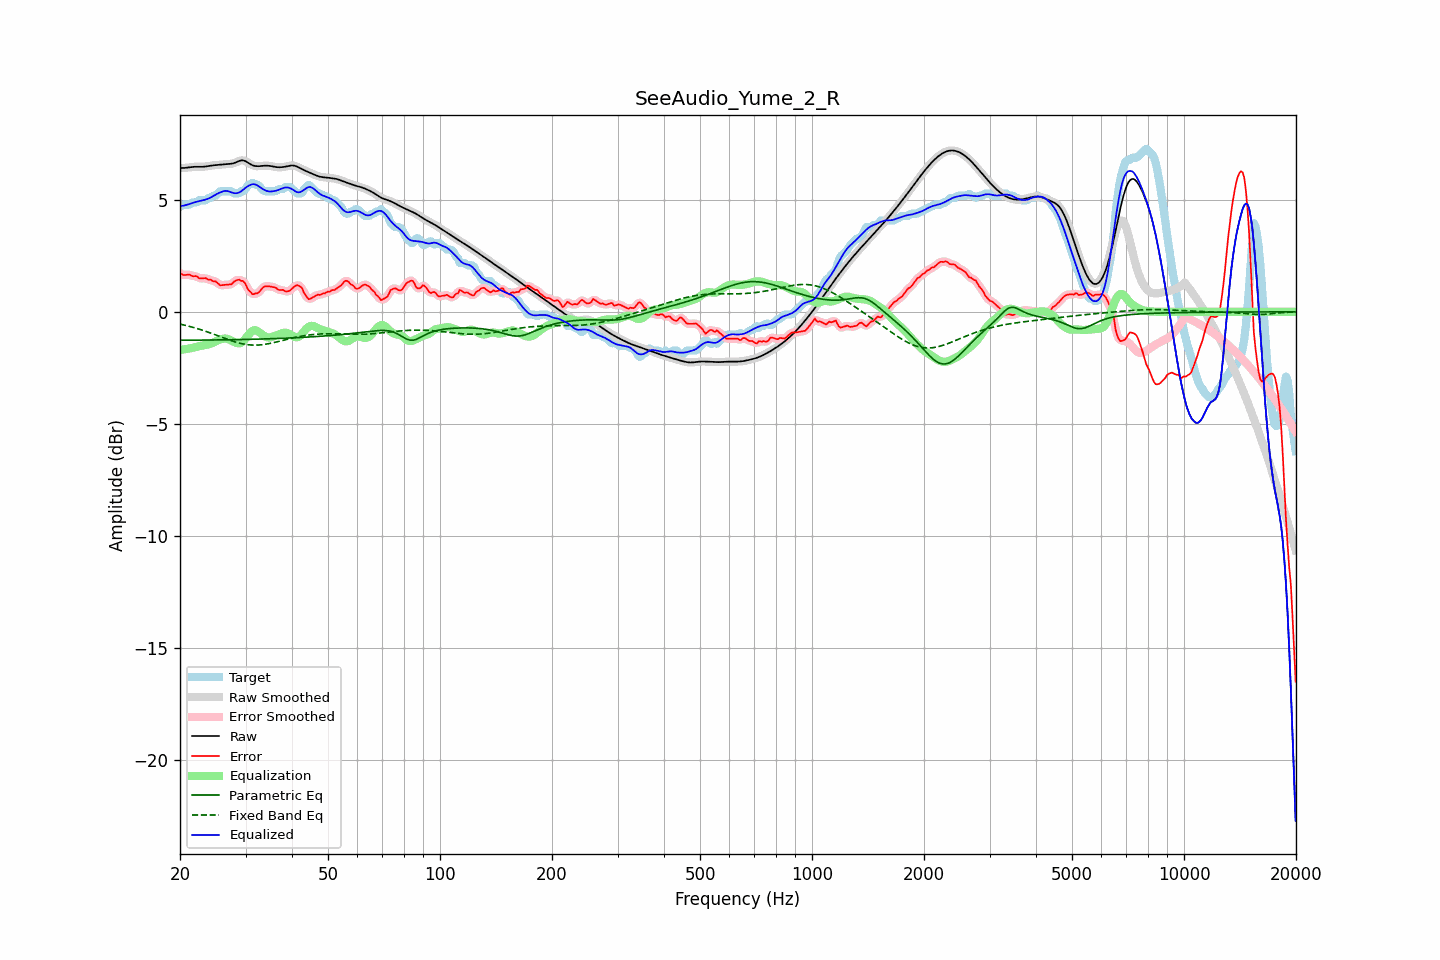 SeeAudio_Yume_2_R
Amplitude (dBr)
5
0
−5
−10
−15
−20
Target
Raw Smoothed
Error Smoothed
Raw
Error
Equalization
Parametric Eq
Fixed Band Eq
Equalized
20 50 100 200 500 1000 2000 5000 10000 20000
Frequency (Hz)